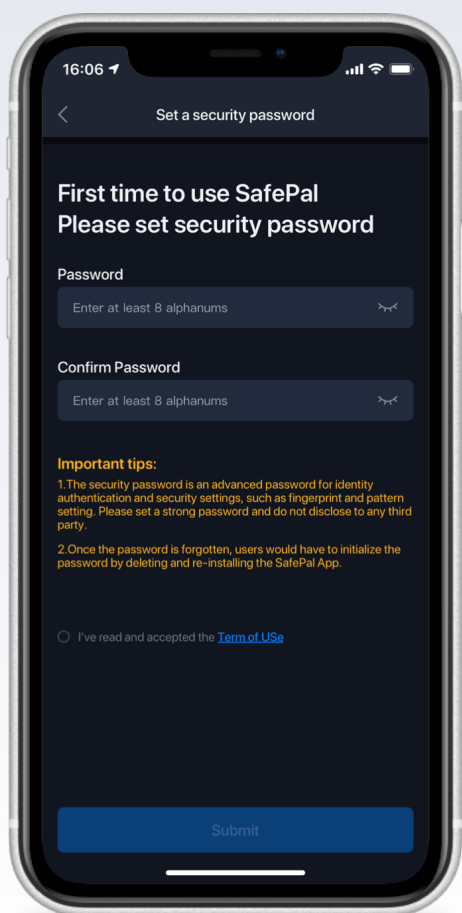 16:06
Set a security password
First time to use SafePal
Please set security password
Password
Enter at least 8 alphanums
Confirm Password
Enter at least 8 alphanums
Important tips:
1.The security password is an advanced password for identity
authentication and security settings, such as fingerprint and pattern
setting. Please set a strong password and do not disclose to any third
party.
2.Once the password is forgotten, users would have to initialize the
password by deleting and re-installing the SafePal App.
I've read and accepted the Term of USe
Submit